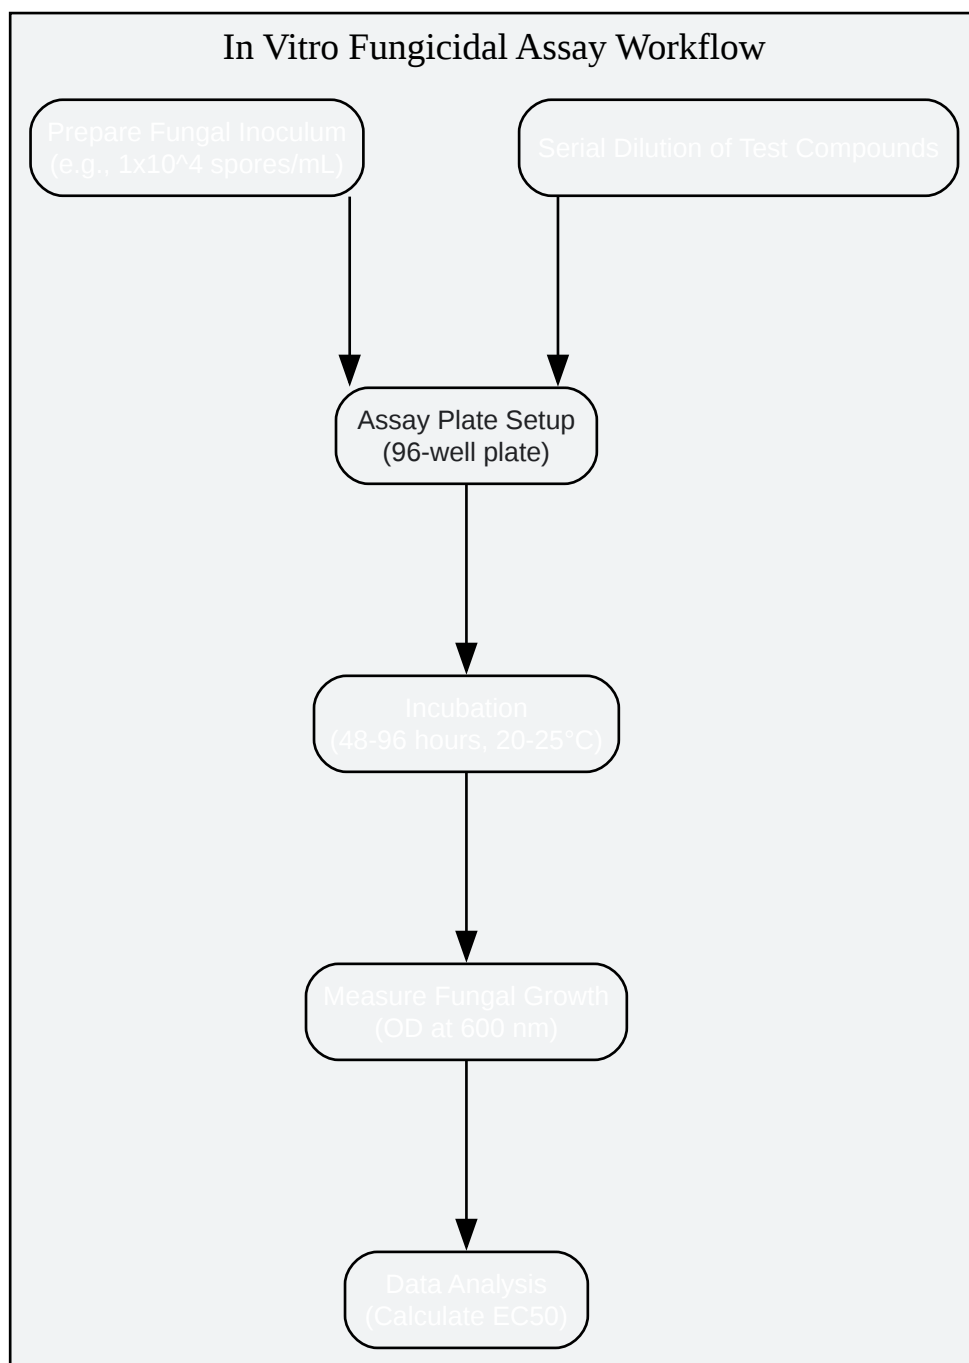 In Vitro Fungicidal Assay Workflow
Prepare Fungal Inoculum
(e.g., 1x10^4 spores/mL)
Serial Dilution of Test Compounds
Assay Plate Setup
(96-well plate)
Incubation
(48-96 hours, 20-25°C)
Measure Fungal Growth
(OD at 600 nm)
Data Analysis
(Calculate EC50)